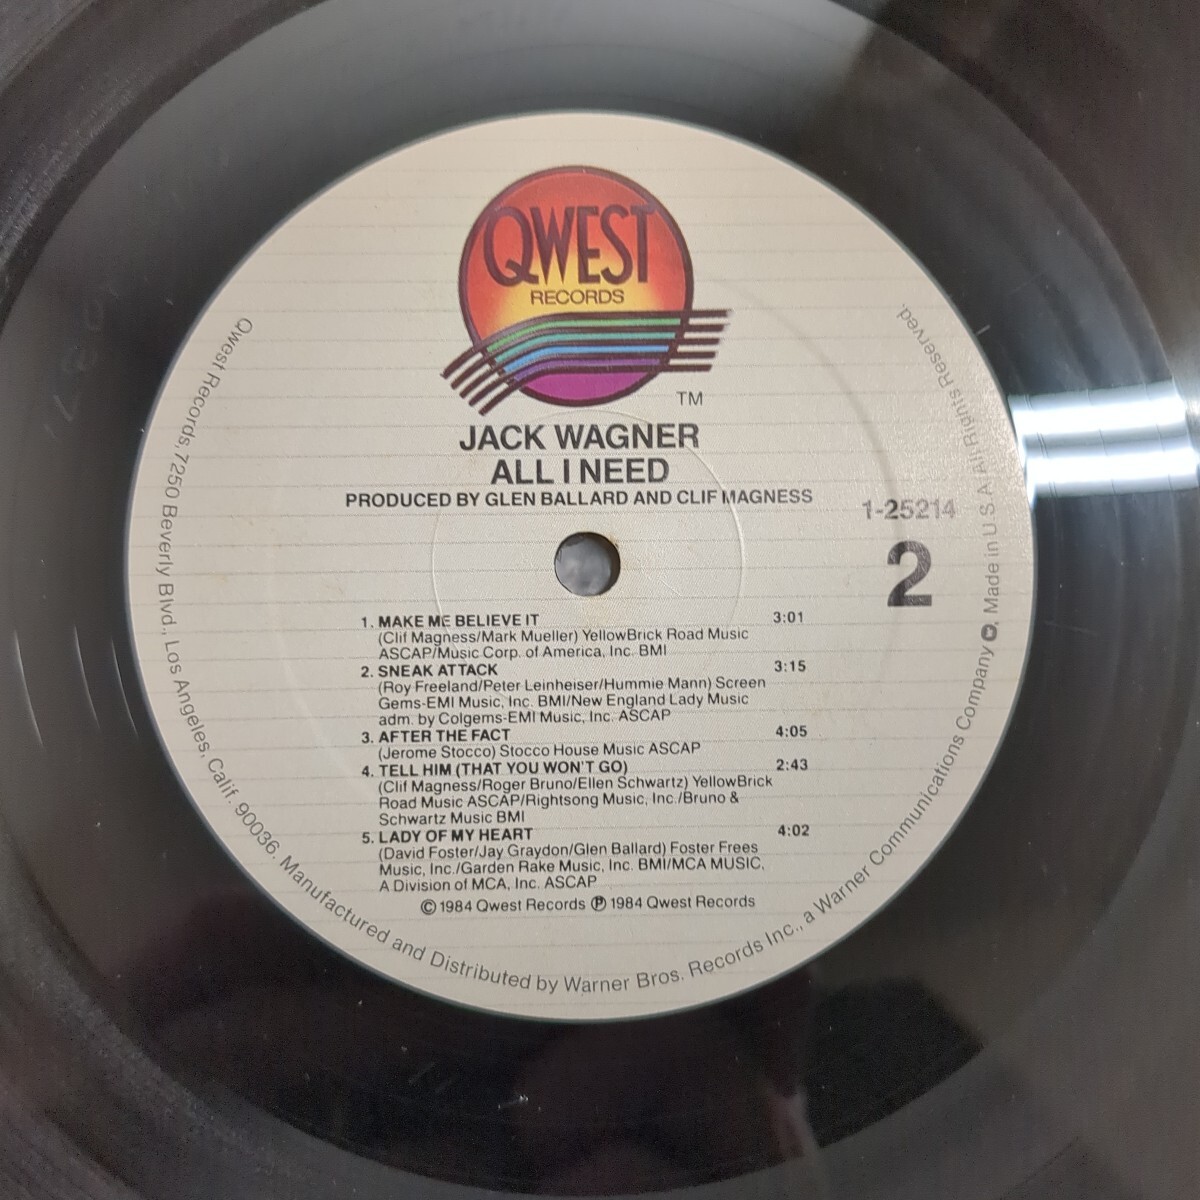 QWEST
RECORDS
TM
JACK WAGNER
ALL I NEED
PRODUCED BY GLEN BALLARD AND CLIF MAGNESS
1-25214
2
1. MAKE ME BELIEVE IT 3:01
(Clif Magness/Mark Mueller) YellowBrick Road Music
ASCAP/Music Corp. of America, Inc. BMI
2. SNEAK ATTACK 3:15
(Roy Freeland/Peter Leinheiser/Hummie Mann) Screen
Gems-EMI Music, Inc. BMI/New England Lady Music
adm. by Colgems-EMI Music, Inc. ASCAP
3. AFTER THE FACT 4:05
(Jerome Stocco) Stocco House Music ASCAP
4. TELL HIM (THAT YOU WON'T GO) 2:43
(Clif Magness/Roger Bruno/Ellen Schwartz) YellowBrick
Road Music ASCAP/Rightsong Music, Inc./Bruno &
Schwartz Music BMI
5. LADY OF MY HEART 4:02
(David Foster/Jay Graydon/Glen Ballard) Foster Frees
Music, Inc./Garden Rake Music, Inc. BMI/MCA MUSIC,
A Division of MCA, Inc. ASCAP
© 1984 Qwest Records ℗ 1984 Qwest Records
Qwest Records, 7250 Beverly Blvd., Los Angeles, Calif. 90036. Manufactured and Distributed by Warner Bros. Records Inc., a Warner Communications Company. Made in U.S.A. All Rights Reserved.